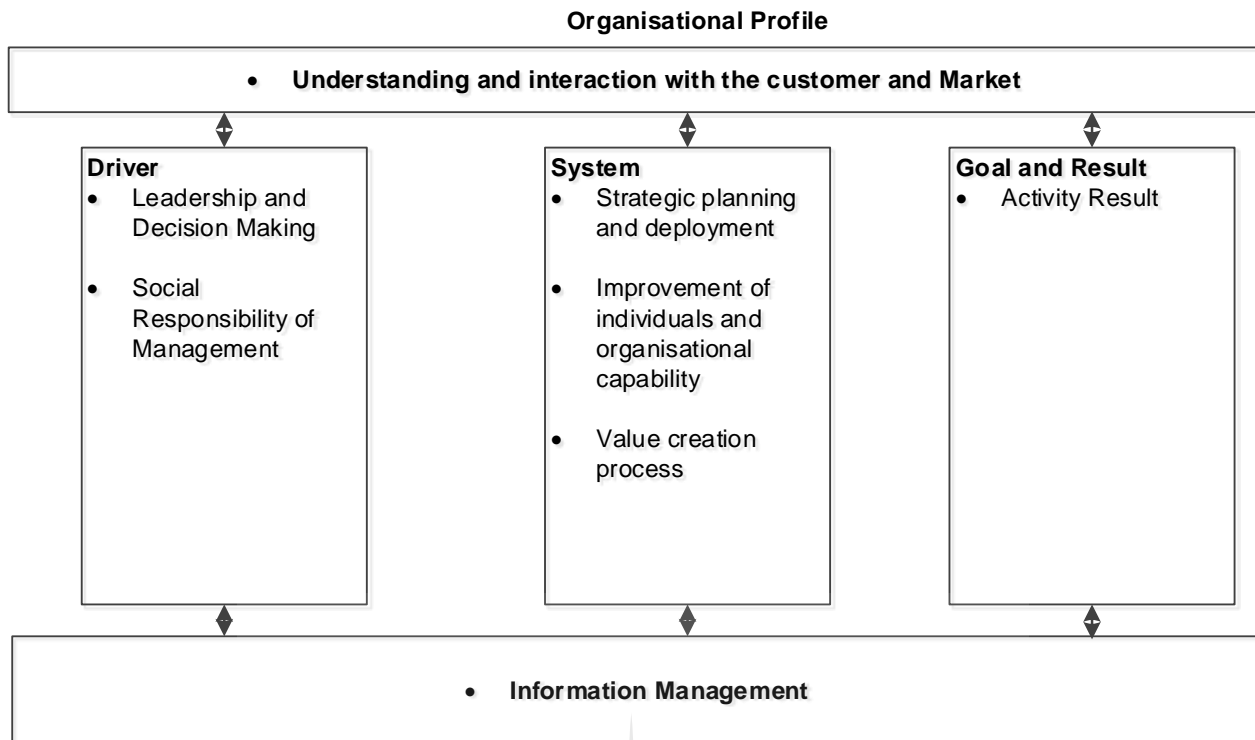 Organisational Profile
• Understanding and interaction with the customer and Market
Driver
• Leadership and
Decision Making
• Social
Responsibility of
Management
System
• Strategic planning
and deployment
• Improvement of
individuals and
organisational
capability
• Value creation
process
Goal and Result
• Activity Result
• Information Management